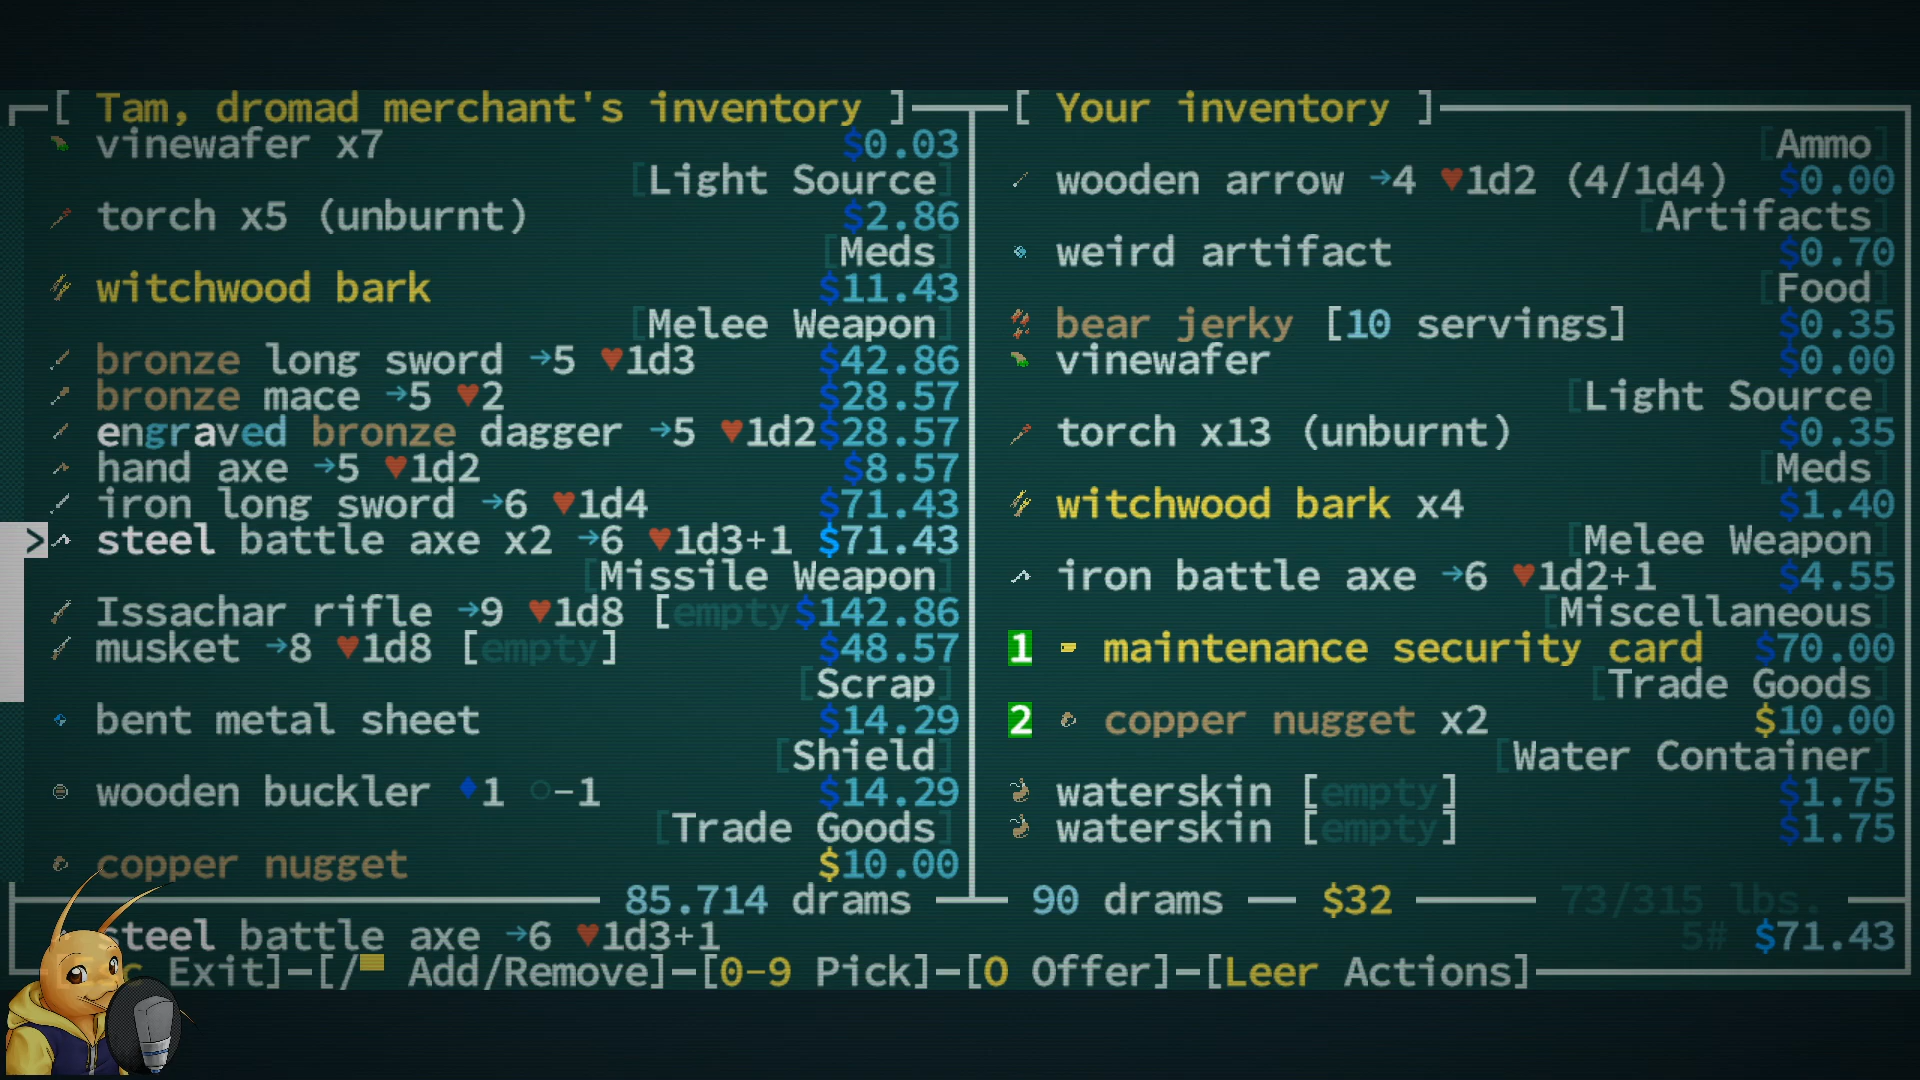 [ Tam, dromad merchant's inventory ]
vinewafer x7 $0.03
[Light Source]
torch x5 (unburnt) $2.86
[Meds]
witchwood bark $11.43
[Melee Weapon]
bronze long sword →5 ♥1d3 $42.86
bronze mace →5 ♥2 $28.57
engraved bronze dagger →5 ♥1d2 $28.57
hand axe →5 ♥1d2 $8.57
iron long sword →6 ♥1d4 $71.43
> steel battle axe x2 →6 ♥1d3+1 $71.43
[Missile Weapon]
Issachar rifle →9 ♥1d8 [empty $142.86
musket →8 ♥1d8 [empty] $48.57
[Scrap]
bent metal sheet $14.29
[Shield]
wooden buckler ♦1 ○-1 $14.29
[Trade Goods]
copper nugget $10.00
[ Your inventory ]
[Ammo]
wooden arrow →4 ♥1d2 (4/1d4) $0.00
[Artifacts]
weird artifact $0.70
[Food]
bear jerky [10 servings] $0.35
vinewafer $0.00
[Light Source]
torch x13 (unburnt) $0.35
[Meds]
witchwood bark x4 $1.40
[Melee Weapon]
iron battle axe →6 ♥1d2+1 $4.55
[Miscellaneous]
1 maintenance security card $70.00
[Trade Goods]
2 copper nugget x2 $10.00
[Water Container]
waterskin [empty] $1.75
waterskin [empty] $1.75
85.714 drams 90 drams $32 73/315 lbs.
steel battle axe →6 ♥1d3+1 5# $71.43
c Exit]-[/ Add/Remove]-[0-9 Pick]-[O Offer]-[Leer Actions]